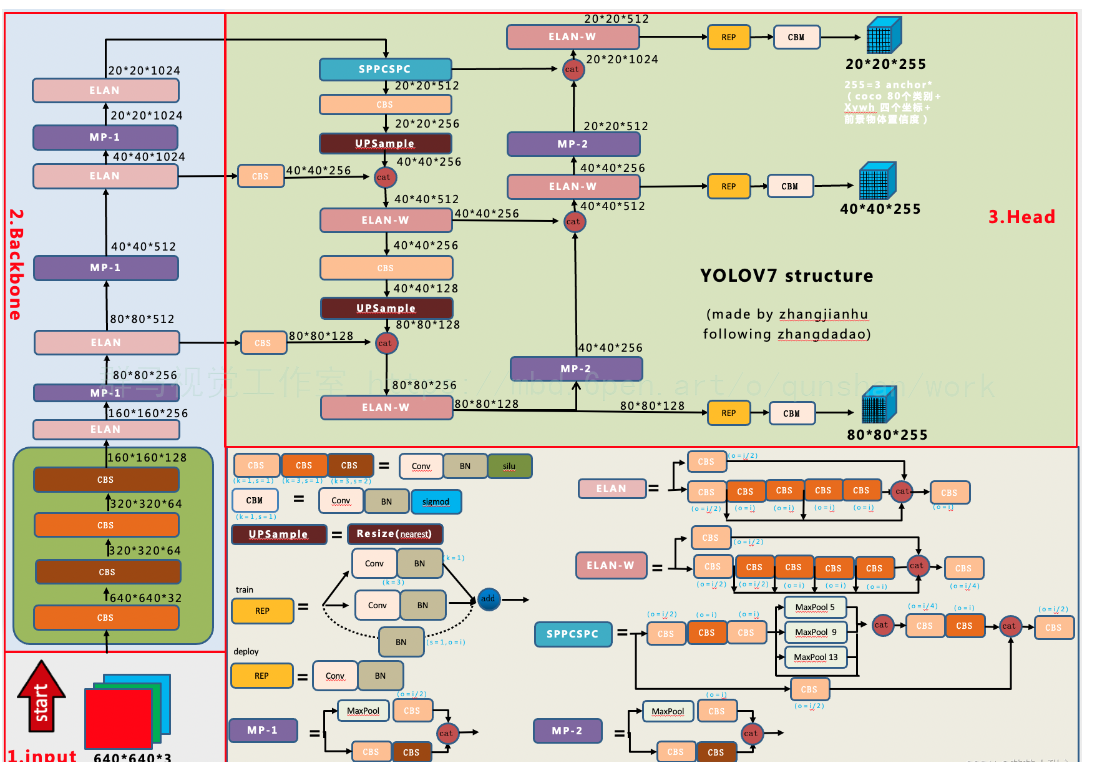 20*20*1024
ELAN
20*20*1024
MP-1
40*40*1024
ELAN
40*40*512
MP-1
80*80*512
ELAN
80*80*256
MP-1
160*160*256
ELAN
160*160*128
CBS
320*320*64
CBS
320*320*64
CBS
640*640*32
CBS
2.Backbone
start
1.input
640*640*3
SPPCSPC
20*20*512
CBS
20*20*256
UPSample
40*40*256
CBS
40*40*256
cat
40*40*512
ELAN-W
40*40*256
40*40*256
CBS
40*40*128
UPSample
80*80*128
CBS
80*80*128
cat
80*80*256
ELAN-W
80*80*128
80*80*128
20*20*512
ELAN-W
20*20*1024
cat
20*20*512
MP-2
40*40*256
ELAN-W
40*40*512
cat
40*40*256
MP-2
REP
CBM
20*20*255
255=3 anchor*
(coco 80个类别+
Xywh 四个坐标+
前景物体置信度)
REP
CBM
40*40*255
3.Head
YOLOV7 structure
(made by zhangjianhu
following zhangdadao)
REP
CBM
80*80*255
CBS CBS CBS = Conv BN silu
(k=1,s=1) (k=3,s=1) (k=3,s=2)
CBM = Conv BN sigmod
(k=1,s=1)
UPSample = Resize(nearest)
train
REP =
Conv BN (k=1)
(k=3)
Conv BN
add
BN
(s=1,o=i)
deploy
REP = Conv BN
MP-1 =
(o=i/2)
MaxPool CBS
cat
CBS CBS
ELAN =
CBS (o=i/2)
CBS CBS CBS CBS CBS cat CBS
(o=i/2) (o=i) (o=i) (o=i) (o=i)
ELAN-W =
CBS (o=i/2)
CBS CBS CBS CBS CBS cat CBS
(o=i/2) (o=i/2) (o=i) (o=i) (o=i) (o=i/4)
SPPCSPC =
(o=i/2) (o=i) (o=i/2)
CBS CBS CBS
MaxPool 5
MaxPool 9
MaxPool 13
cat
(o=i/4) (o=i)
CBS CBS
cat
(o=i/2)
CBS
CBS
(o=i/2)
MP-2 =
(o=i)
MaxPool CBS
cat
CBS CBS